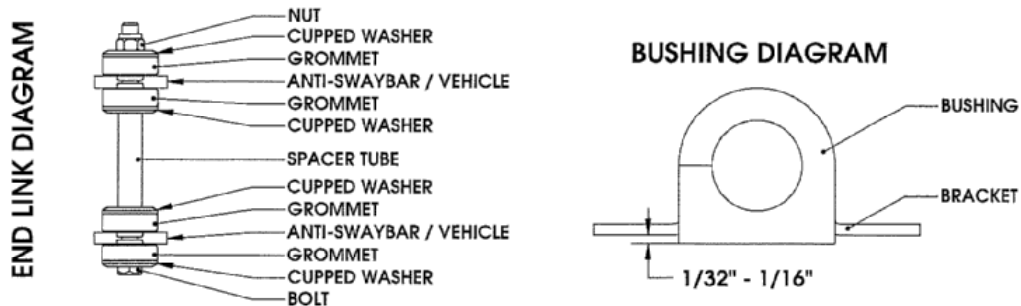 END LINK DIAGRAM
NUT
CUPPED WASHER
GROMMET
ANTI-SWAYBAR / VEHICLE
GROMMET
CUPPED WASHER
SPACER TUBE
CUPPED WASHER
GROMMET
ANTI-SWAYBAR / VEHICLE
GROMMET
CUPPED WASHER
BOLT
BUSHING DIAGRAM
BUSHING
BRACKET
1/32" - 1/16"